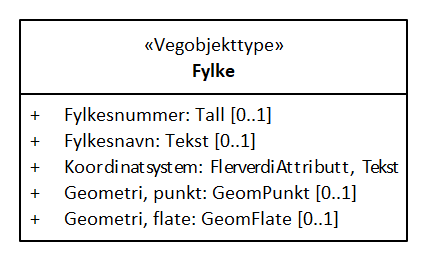 «Vegobjekttype»
Fylke
+ Fylkesnummer: Tall [0..1]
+ Fylkesnavn: Tekst [0..1]
+ Koordinatsystem: FlerverdiAttributt, Tekst
+ Geometri, punkt: GeomPunkt [0..1]
+ Geometri, flate: GeomFlate [0..1]